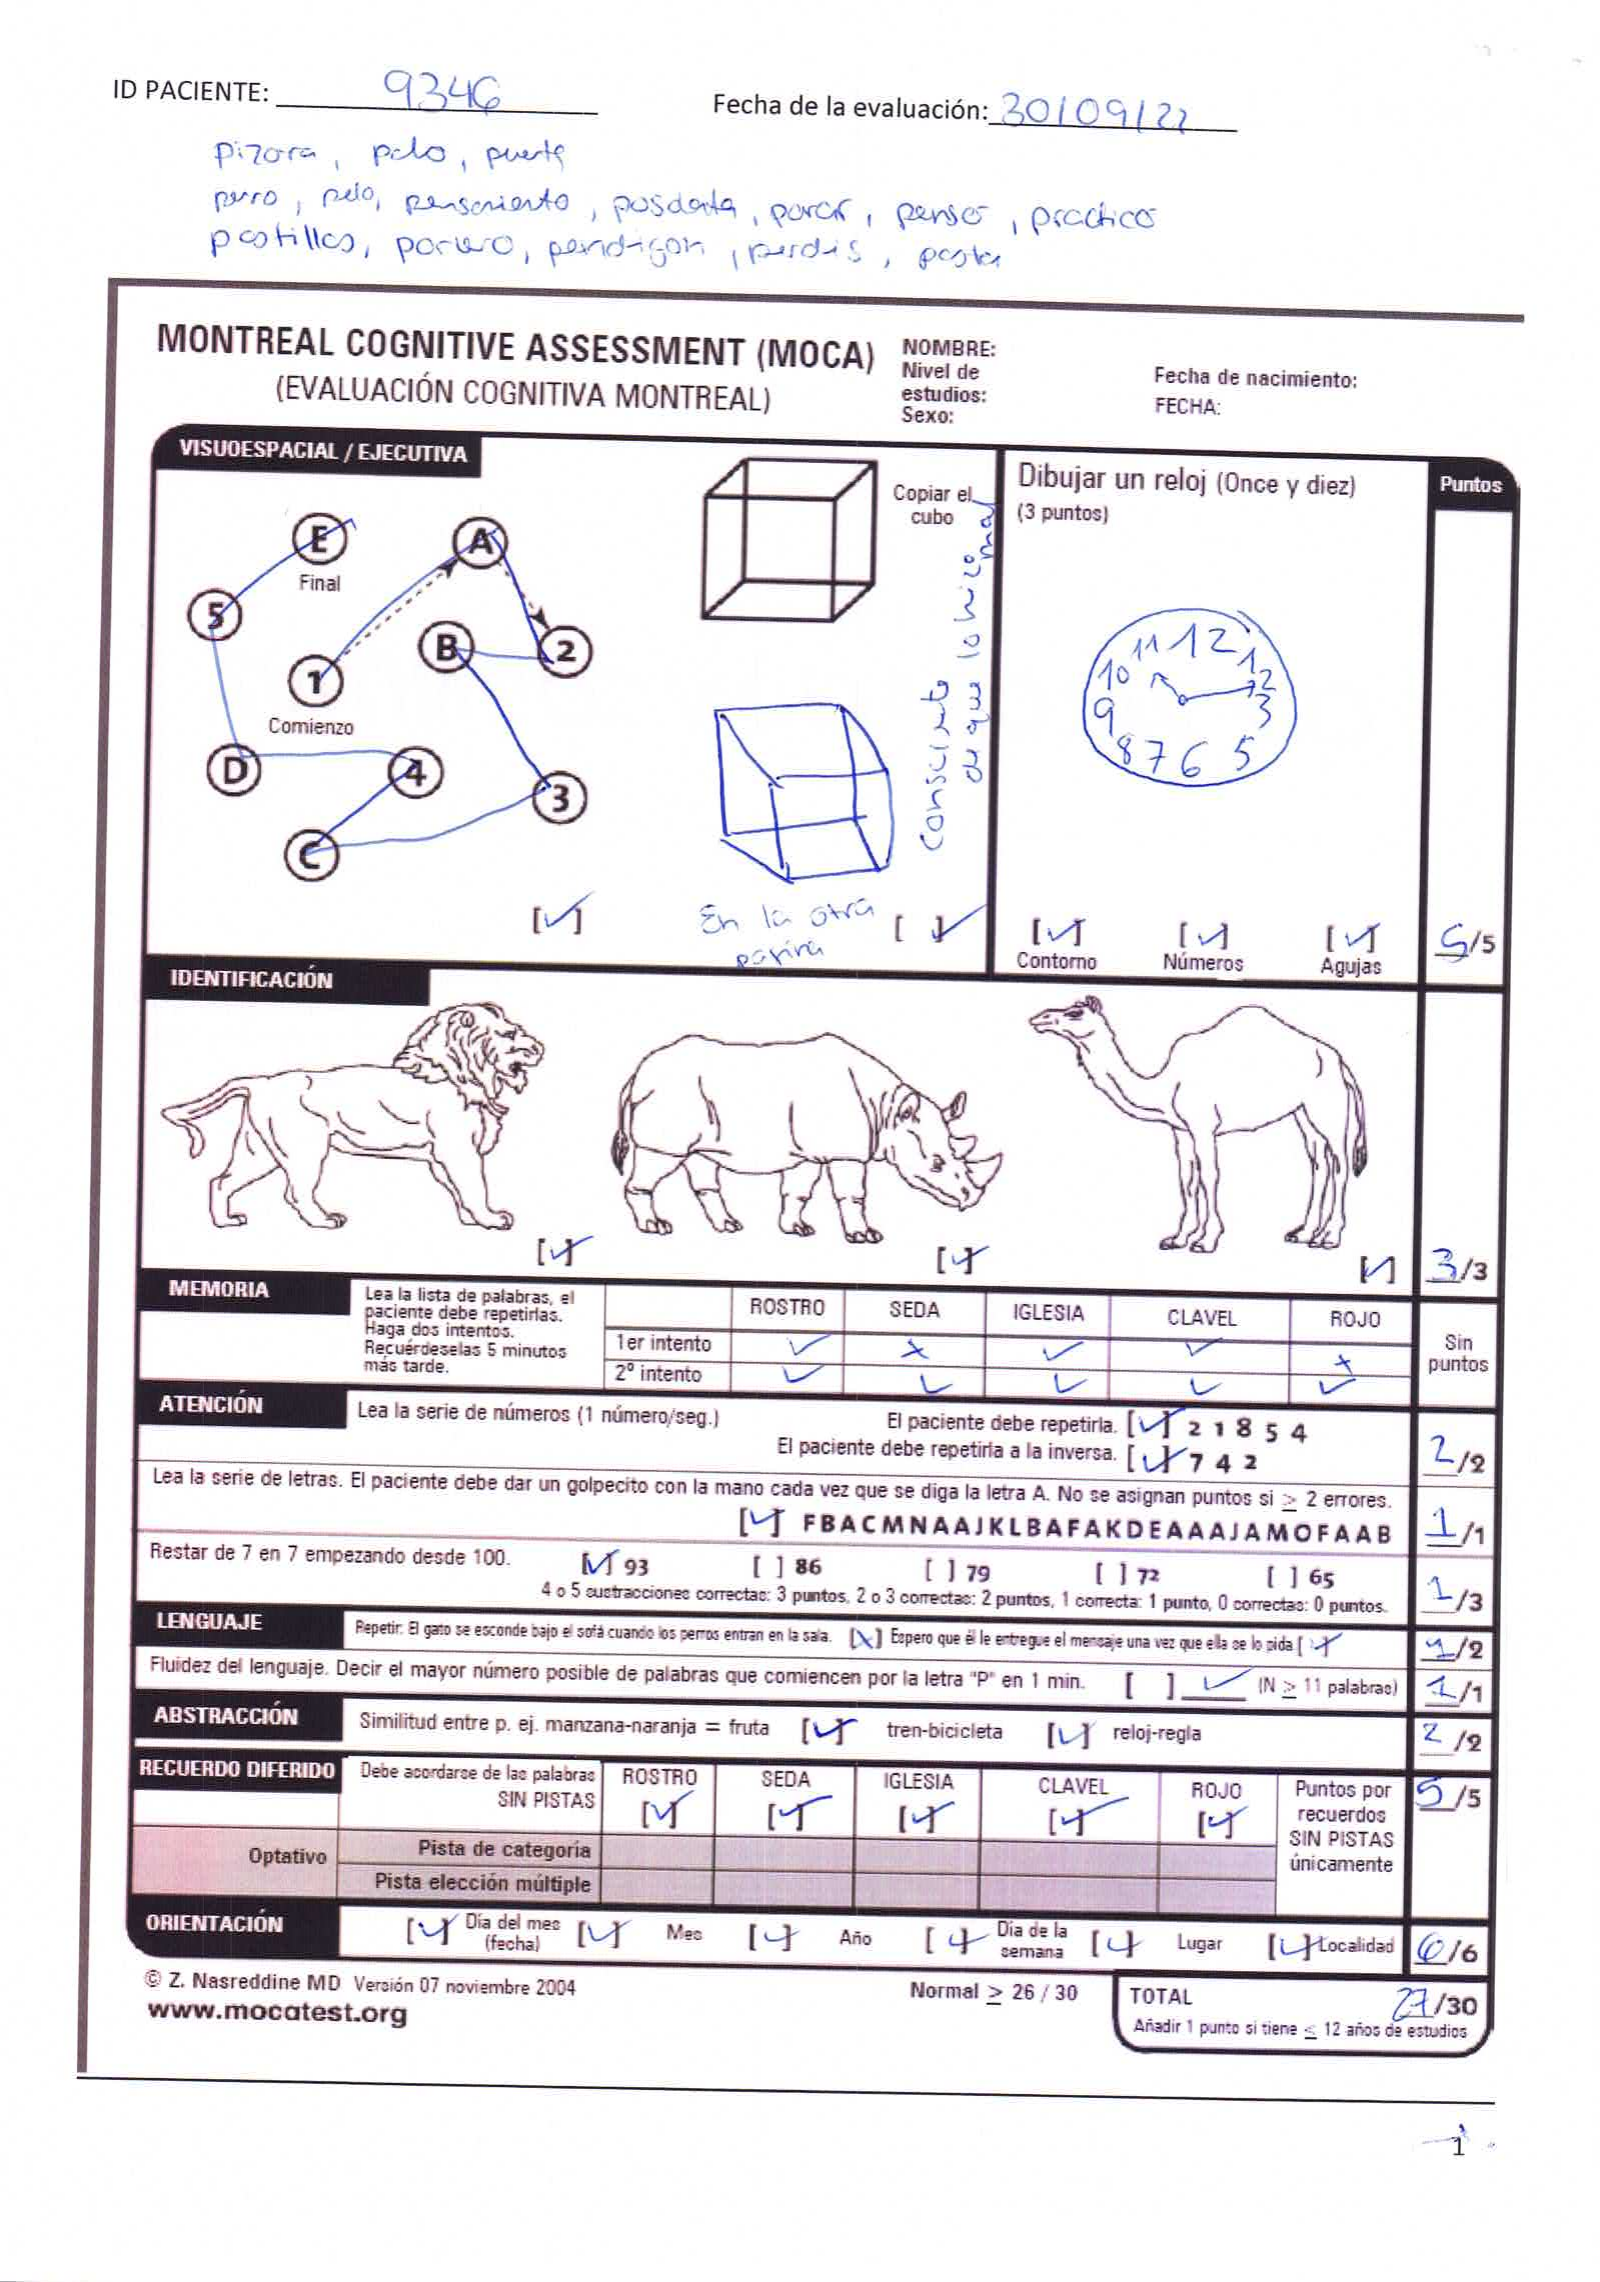 ID PACIENTE: 9346 Fecha de la evaluación: 30/09/22
pizora, palo, puerta
perro, pelo, pensamiento, posdata, parar, pensar, practica
pastillas, perdigon, perdis, pasta
MONTREAL COGNITIVE ASSESSMENT (MOCA)
(EVALUACIÓN COGNITIVA MONTREAL)
NOMBRE:
Nivel de
estudios:
Sexo:
Fecha de nacimiento:
FECHA:
VISUOESPACIAL / EJECUTIVA
E
Final
A
5
B
2
1
Comienzo
D
4
3
C
[✓]
Copiar el
cubo
Consciente
de que lo hizo mal
En la otra
[ ] ✓
Dibujar un reloj (Once y diez)
(3 puntos)
11 12 1
10 2
9 3
8 7 6 5
[✓] [✓] [✓]
Contorno Números Agujas
Puntos
5/5
IDENTIFICACIÓN
[✓] [✓] [✓] 3/3
MEMORIA
Lea la lista de palabras, el
paciente debe repetirlas.
Haga dos intentos.
Recuérdeselas 5 minutos
más tarde.
ROSTRO SEDA IGLESIA CLAVEL ROJO
1er intento ✓ x ✓ ✓ x
2º intento ✓ ✓ ✓ ✓ ✓
Sin
puntos
ATENCIÓN
Lea la serie de números (1 número/seg.) El paciente debe repetirla. [✓] 2 1 8 5 4
El paciente debe repetirla a la inversa. [✓] 7 4 2 2/2
Lea la serie de letras. El paciente debe dar un golpecito con la mano cada vez que se diga la letra A. No se asignan puntos si ≥ 2 errores.
[✓] FBACMNAAJKLBAFAKDEAAAJAMOFAAB 1/1
Restar de 7 en 7 empezando desde 100. [✓] 93 [ ] 86 [ ] 79 [ ] 72 [ ] 65
4 o 5 sustracciones correctas: 3 puntos, 2 o 3 correctas: 2 puntos, 1 correcta: 1 punto, 0 correctas: 0 puntos. 1/3
LENGUAJE
Repetir: El gato se esconde bajo el sofá cuando los perros entran en la sala. [x] Espero que él le entregue el mensaje una vez que ella se lo pida [✓] 1/2
Fluidez del lenguaje. Decir el mayor número posible de palabras que comiencen por la letra "P" en 1 min. [ ] ✓ (N ≥ 11 palabras) 1/1
ABSTRACCIÓN
Similitud entre p. ej. manzana-naranja = fruta [✓] tren-bicicleta [✓] reloj-regla 2/2
RECUERDO DIFERIDO
Debe acordarse de las palabras
SIN PISTAS
ROSTRO SEDA IGLESIA CLAVEL ROJO
[✓] [✓] [✓] [✓] [✓]
Puntos por
recuerdos
SIN PISTAS
únicamente
5/5
Optativo
Pista de categoría
Pista elección múltiple
ORIENTACIÓN
[✓] Día del mes
(fecha)
[✓] Mes [✓] Año [✓] Día de la
semana
[✓] Lugar [✓] Localidad 6/6
© Z. Nasreddine MD Versión 07 noviembre 2004 Normal ≥ 26 / 30
www.mocatest.org
TOTAL 27/30
Añadir 1 punto si tiene ≤ 12 años de estudios
1